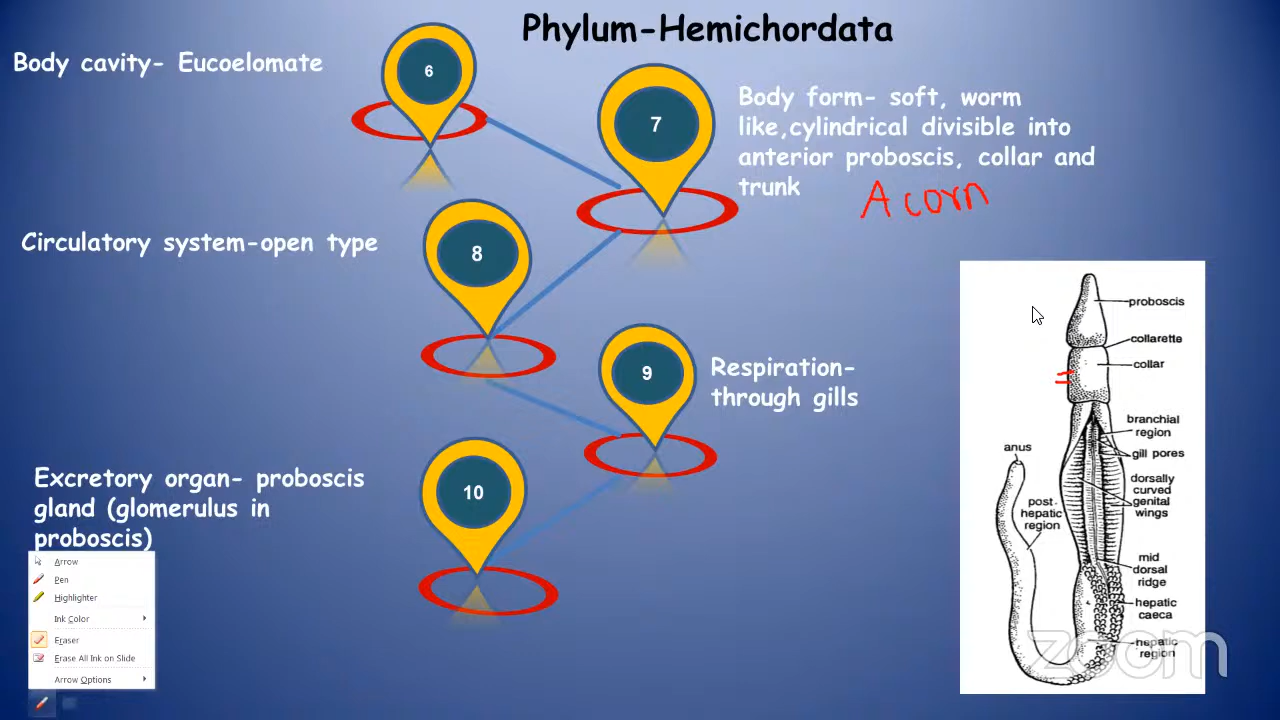 Phylum-Hemichordata
Body cavity- Eucoelomate
6
7
Body form- soft, worm
like,cylindrical divisible into
anterior proboscis, collar and
trunk
Acorn
Circulatory system-open type
8
9
Respiration-
through gills
Excretory organ- proboscis
gland (glomerulus in
proboscis)
10
Arrow
Pen
Highlighter
Ink Color
Eraser
Erase All Ink on Slide
Arrow Options
proboscis
collarette
collar
branchial
region
gill pores
anus
dorsally
curved
genital
wings
post-
hepatic
region
mid
dorsal
ridge
hepatic
caeca
hepatic
region
zoom